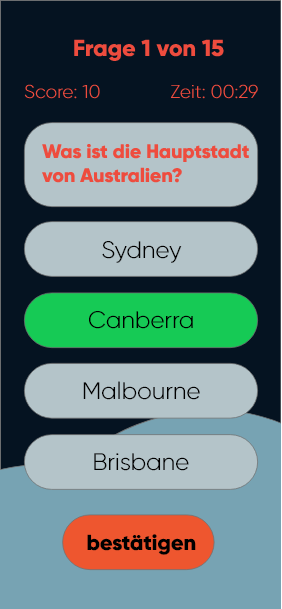 Frage 1 von 15
Score: 10 Zeit: 00:29
Was ist die Hauptstadt
von Australien?
Sydney
Canberra
Malbourne
Brisbane
bestätigen